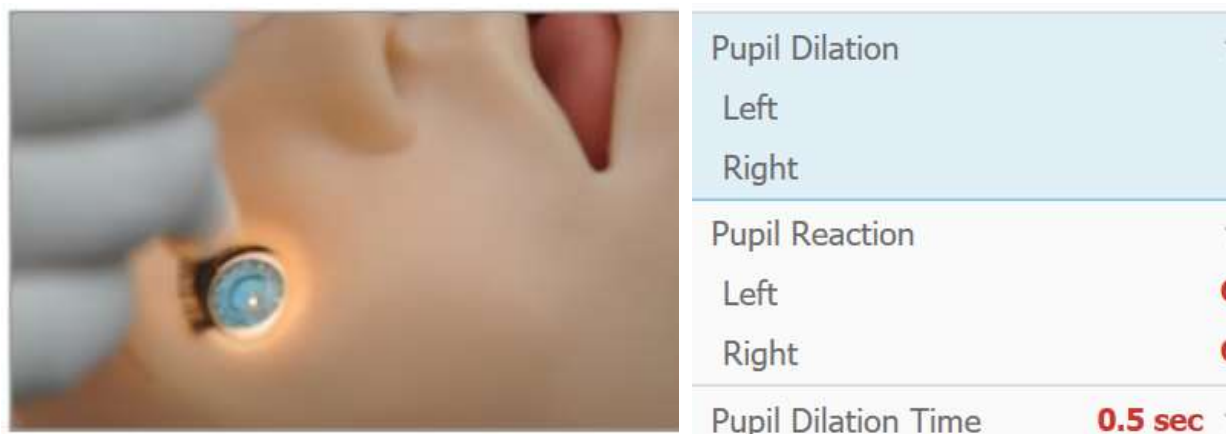 Pupil Dilation
Left
Right
Pupil Reaction
Left
Right
Pupil Dilation Time 0.5 sec